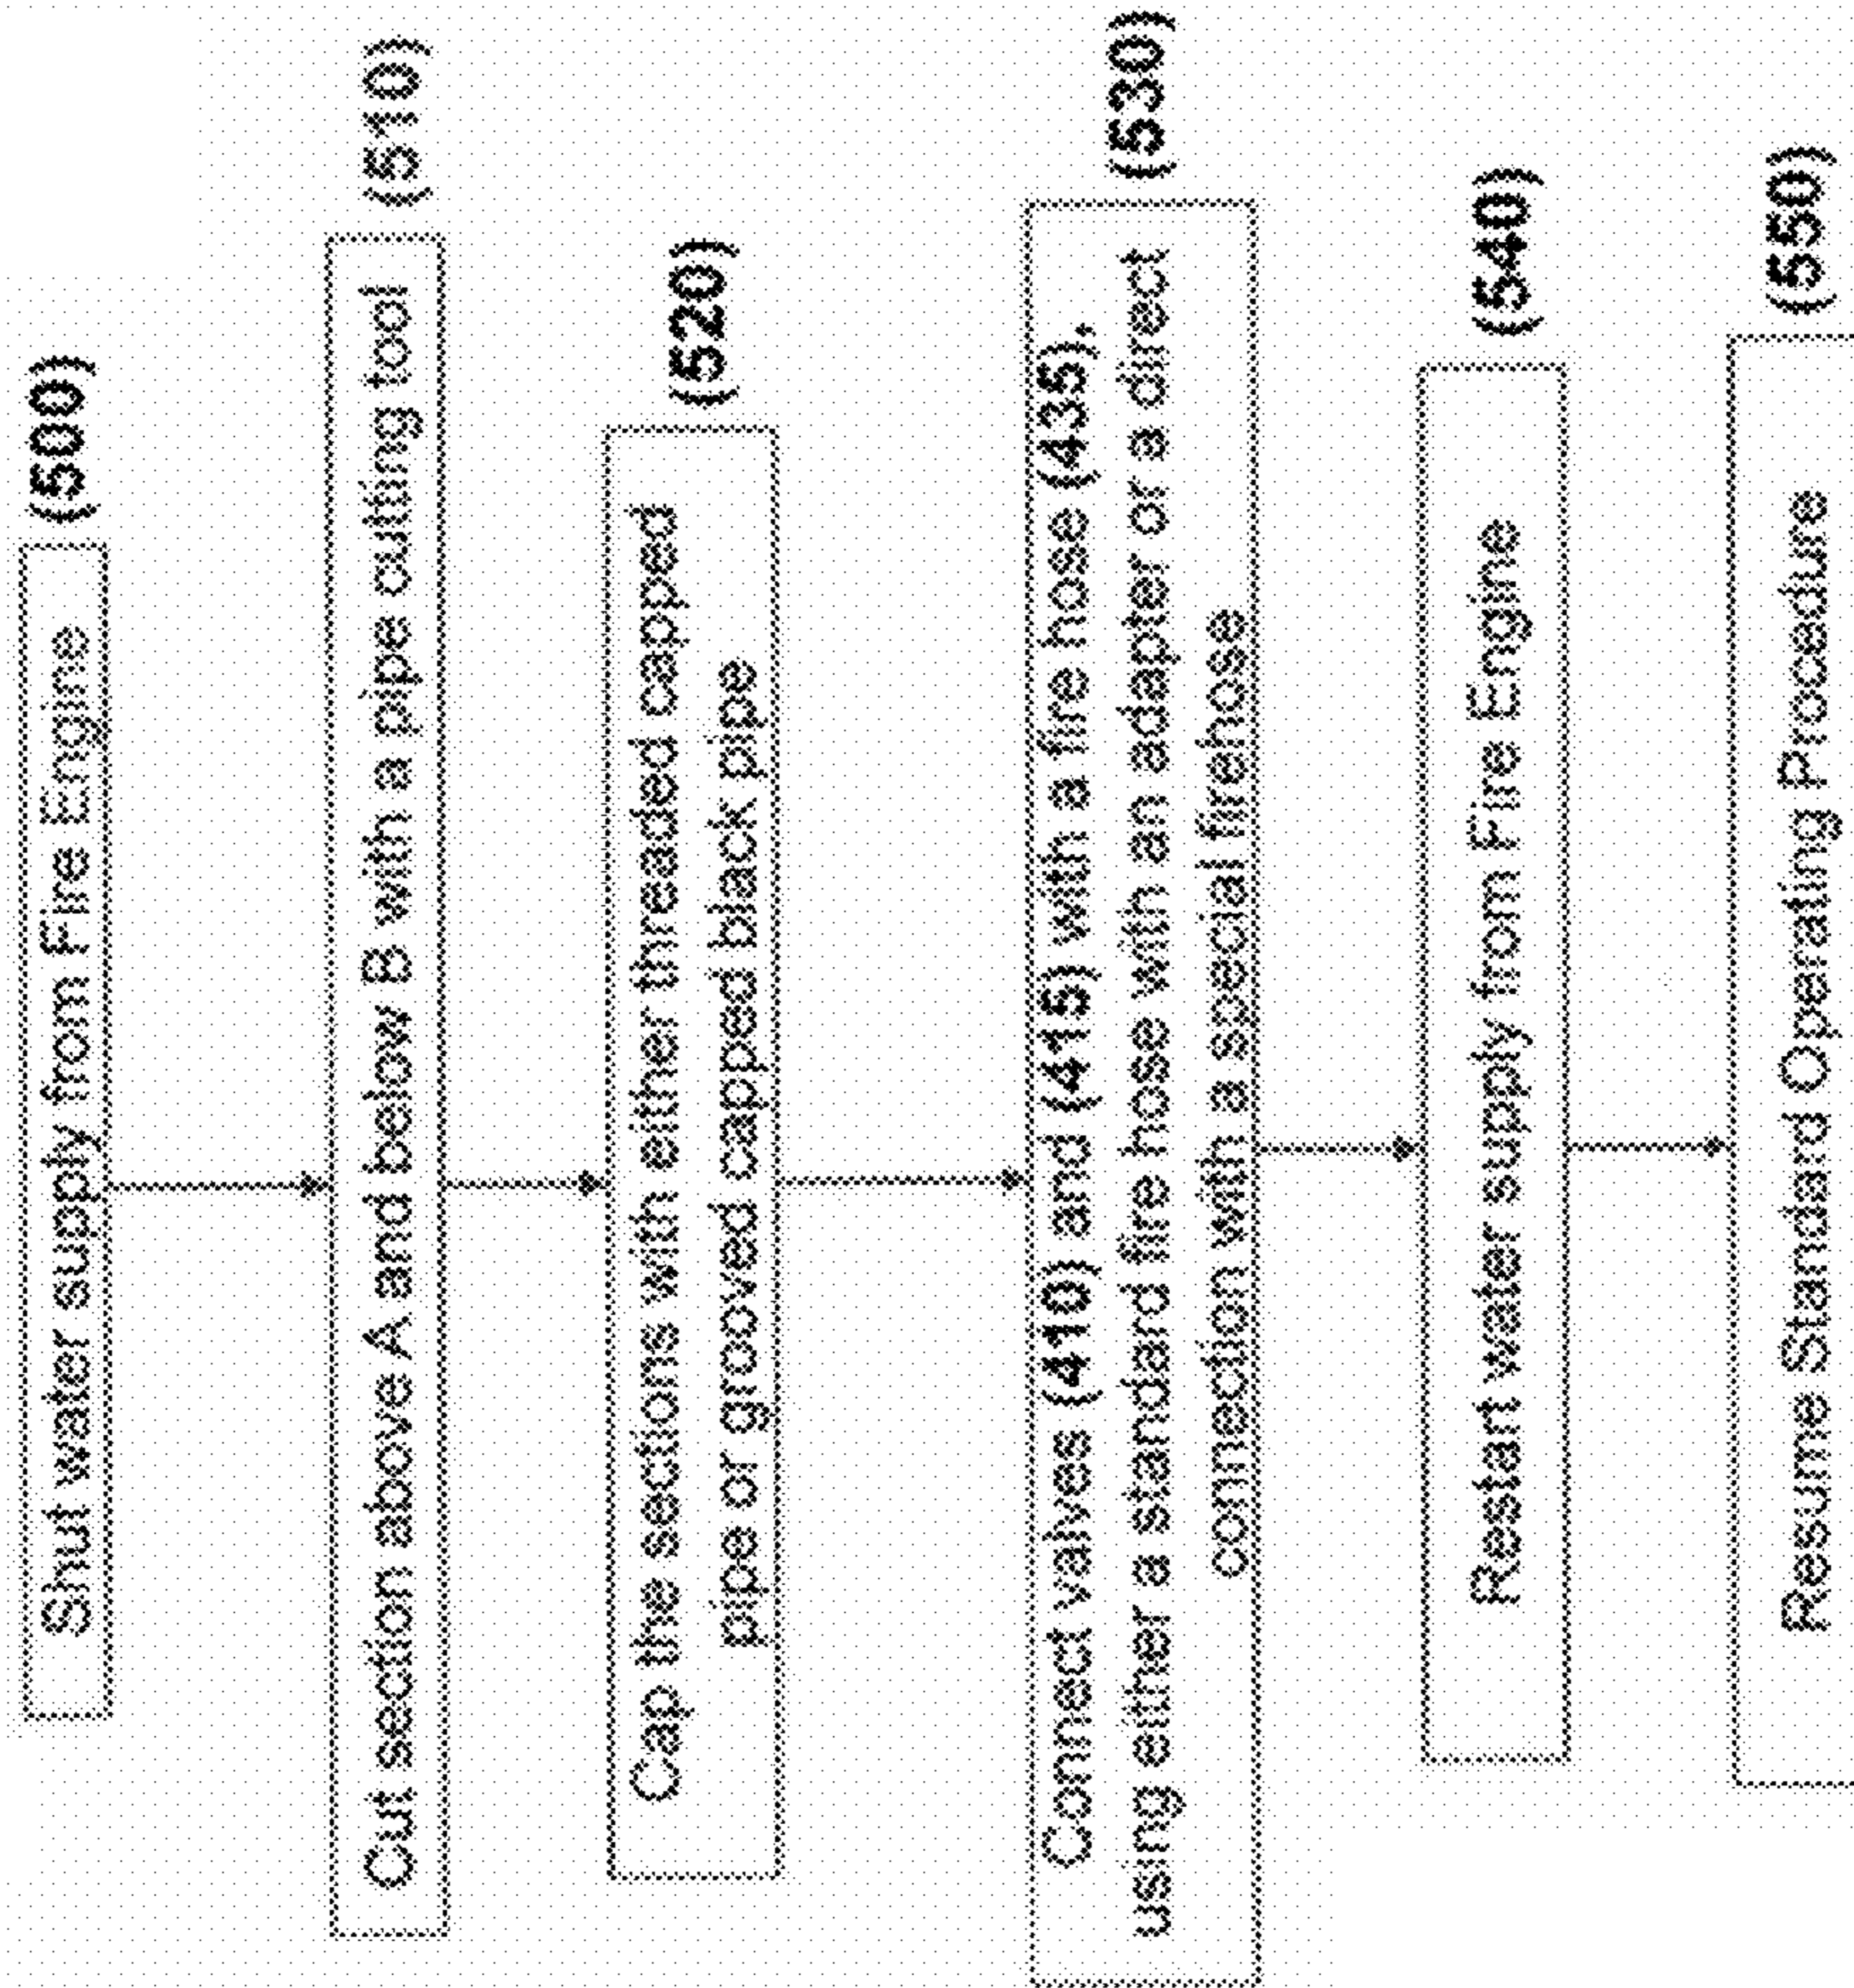 Shut water supply from Fire Engine (500)
Cut section above A and below B with a pipe cutting tool (510)
Cap the sections with either threaded capped
pipe or grooved capped black pipe
(520)
Connect valves (410) and (415) with a fire hose (435),
using either a standard fire hose with an adapter or a direct
connection with a special firehose
(530)
Restart water supply from Fire Engine (540)
Resume Standard Operating Procedure (550)